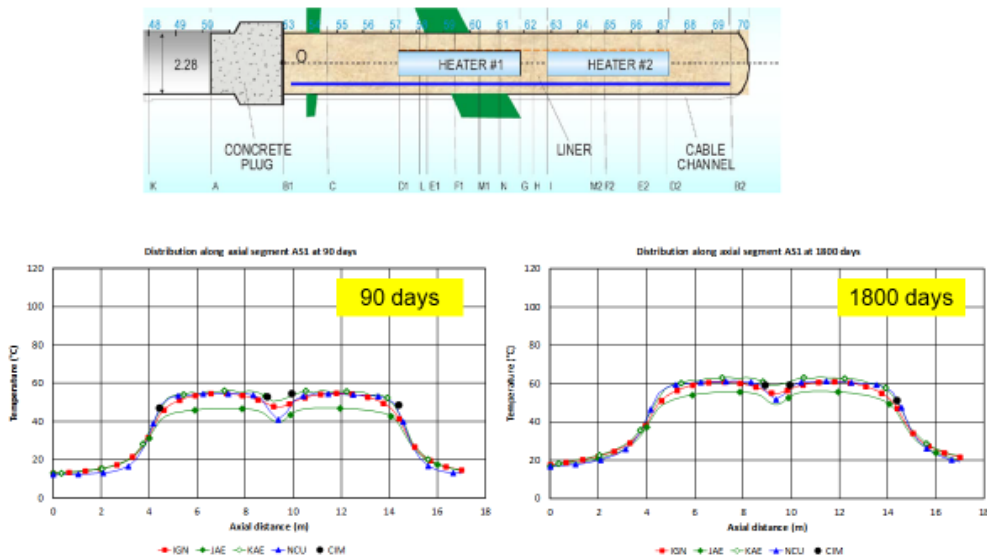 48 49 50 53 54 55 56 57 58 59 60 61 62 63 64 65 66 67 68 69 70
2.28
O
HEATER #1
HEATER #2
CONCRETE
PLUG
LINER
CABLE
CHANNEL
K A B1 C D1 L E1 F1 M1 N G H I M2 F2 E2 D2 B2
Distribution along axial segment AS1 at 90 days
90 days
Temperature (°C)
120
100
80
60
40
20
0
0 2 4 6 8 10 12 14 16 18
Axial distance (m)
IGN JAE KAE NCU CIM
Distribution along axial segment AS1 at 1800 days
1800 days
Temperature (°C)
120
100
80
60
40
20
0
0 2 4 6 8 10 12 14 16 18
Axial distance (m)
IGN JAE KAE NCU CIM